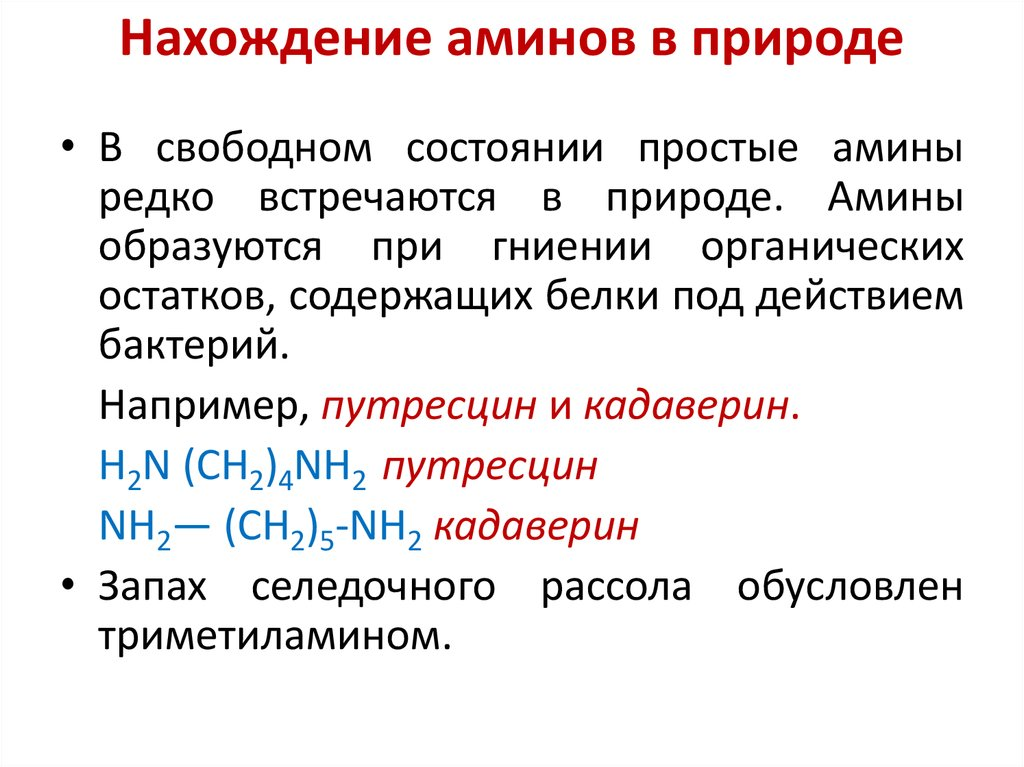 Нахождение аминов в природе
• В свободном состоянии простые амины
редко встречаются в природе. Амины
образуются при гниении органических
остатков, содержащих белки под действием
бактерий.
Например, путресцин и кадаверин.
H₂N (CH₂)₄NH₂ путресцин
NH₂— (CH₂)₅-NH₂ кадаверин
• Запах селедочного рассола обусловлен
триметиламином.